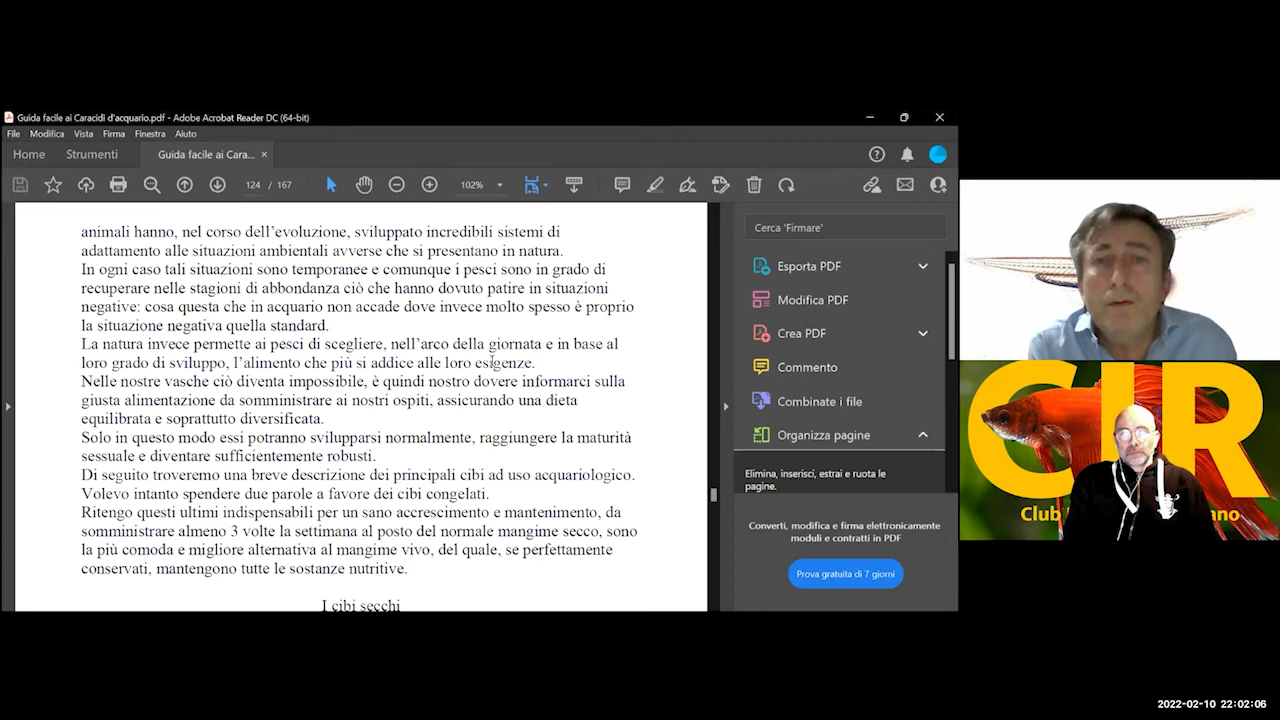 Guida facile ai Caracidi d'acquario.pdf - Adobe Acrobat Reader DC (64-bit)
File Modifica Vista Firma Finestra Aiuto
Home Strumenti Guida facile ai Cara... ×
124 / 167 102%
animali hanno, nel corso dell'evoluzione, sviluppato incredibili sistemi di
adattamento alle situazioni ambientali avverse che si presentano in natura.
In ogni caso tali situazioni sono temporanee e comunque i pesci sono in grado di
recuperare nelle stagioni di abbondanza ciò che hanno dovuto patire in situazioni
negative: cosa questa che in acquario non accade dove invece molto spesso è proprio
la situazione negativa quella standard.
La natura invece permette ai pesci di scegliere, nell'arco della giornata e in base al
loro grado di sviluppo, l'alimento che più si addice alle loro esigenze.
Nelle nostre vasche ciò diventa impossibile, è quindi nostro dovere informarci sulla
giusta alimentazione da somministrare ai nostri ospiti, assicurando una dieta
equilibrata e soprattutto diversificata.
Solo in questo modo essi potranno svilupparsi normalmente, raggiungere la maturità
sessuale e diventare sufficientemente robusti.
Di seguito troveremo una breve descrizione dei principali cibi ad uso acquariologico.
Volevo intanto spendere due parole a favore dei cibi congelati.
Ritengo questi ultimi indispensabili per un sano accrescimento e mantenimento, da
somministrare almeno 3 volte la settimana al posto del normale mangime secco, sono
la più comoda e migliore alternativa al mangime vivo, del quale, se perfettamente
conservati, mantengono tutte le sostanze nutritive.
I cibi secchi
Cerca 'Firmare'
Esporta PDF
Modifica PDF
Crea PDF
Commento
Combinate i file
Organizza pagine
Elimina, inserisci, estrai e ruota le
pagine.
Converti, modifica e firma elettronicamente
moduli e contratti in PDF
Prova gratuita di 7 giorni
CIR
Club
ano
2022-02-10 22:02:06